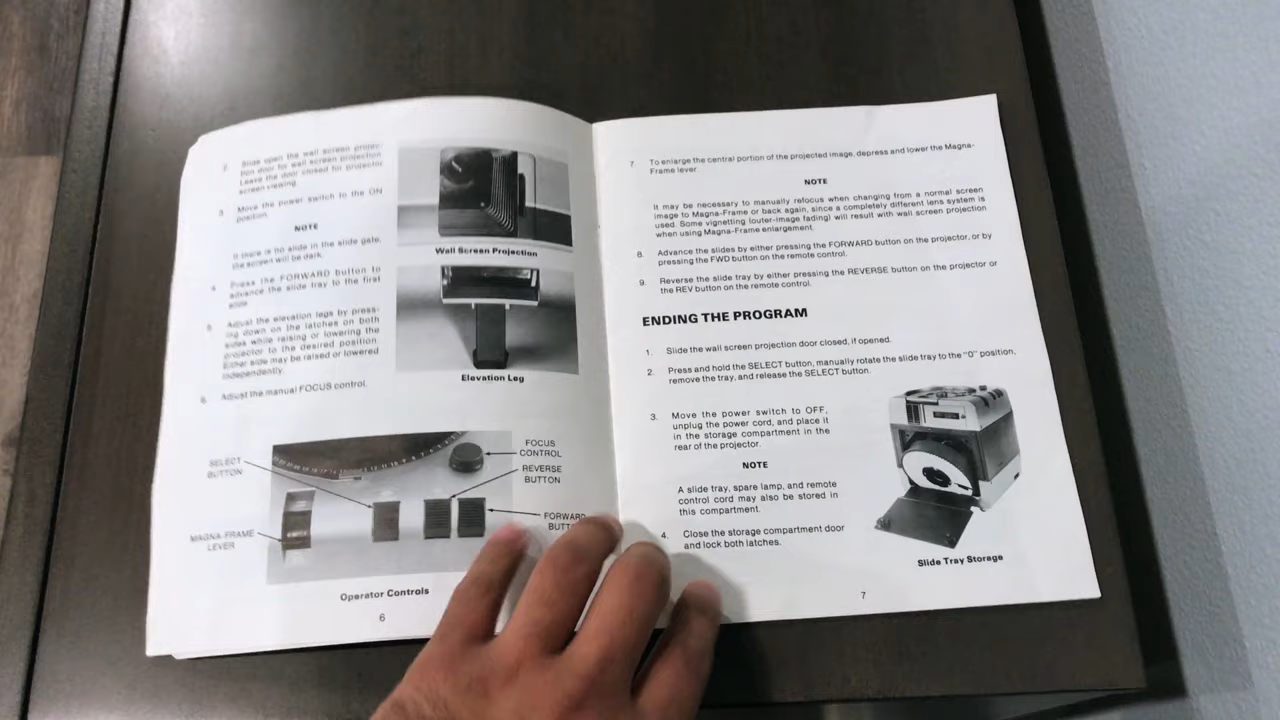 2. Slide open the wall screen projec-
tion door for wall screen projection
Leave the door closed for projector
screen viewing.
3. Move the power switch to the ON
position.
NOTE
If there is no slide in the slide gate,
the screen will be dark.
4. Press the FORWARD button to
advance the slide tray to the first
slide.
5. Adjust the elevation legs by press-
ing down on the latches on both
sides while raising or lowering the
projector to the desired position.
Either side may be raised or lowered
independently.
6. Adjust the manual FOCUS control.
Wall Screen Projection
Elevation Leg
SELECT
BUTTON
MAGNA-FRAME
LEVER
FOCUS
CONTROL
REVERSE
BUTTON
FORWARD
Operator Controls
6
7. To enlarge the central portion of the projected image, depress and lower the Magna-
Frame lever.
NOTE
It may be necessary to manually refocus when changing from a normal screen
image to Magna-Frame or back again, since a completely different lens system is
used. Some vignetting (outer-image fading) will result with wall screen projection
when using Magna-Frame enlargement.
8. Advance the slides by either pressing the FORWARD button on the projector, or by
pressing the FWD button on the remote control.
9. Reverse the slide tray by either pressing the REVERSE button on the projector or
the REV button on the remote control.
ENDING THE PROGRAM
1. Slide the wall screen projection door closed, if opened.
2. Press and hold the SELECT button, manually rotate the slide tray to the "0" position,
remove the tray, and release the SELECT button.
3. Move the power switch to OFF,
unplug the power cord, and place it
in the storage compartment in the
rear of the projector.
NOTE
A slide tray, spare lamp, and remote
control cord may also be stored in
this compartment.
4. Close the storage compartment door
and lock both latches.
Slide Tray Storage
7